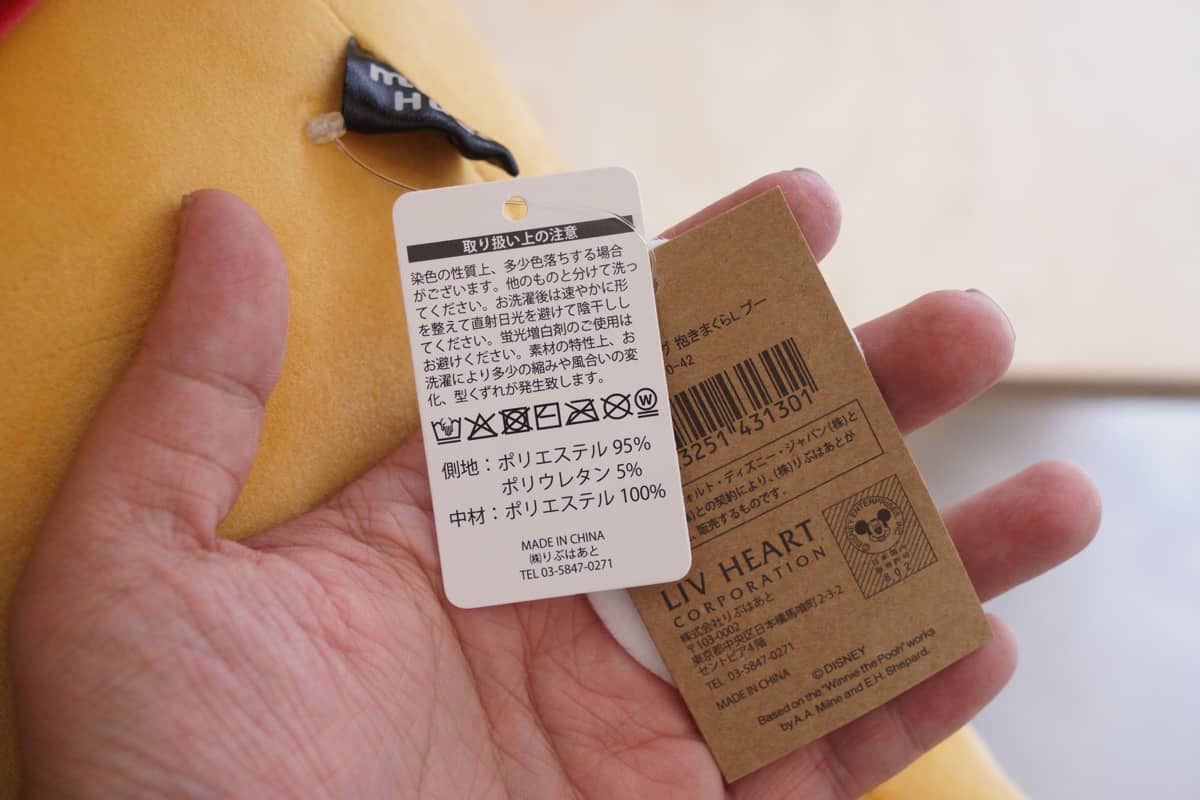 取り扱い上の注意
染色の性質上、多少色落ちする場合
がございます。他のものと分けて洗っ
てください。お洗濯後は速やかに形
を整えて直射日光を避けて陰干しし
てください。蛍光増白剤のご使用は
お避けください。素材の特性上、お
洗濯により多少の縮みや風合いの変
化、型くずれが発生致します。
W
側地：ポリエステル 95%
ポリウレタン 5%
中材：ポリエステル 100%
MADE IN CHINA
㈱りぶはあと
TEL 03-5847-0271
抱きまくらL プー
0-42
3251 431301
ォルト・ディズニー・ジャパン(株)と
との契約により、(株)りぶはあとが
、販売するものです。
LIV HEART
CORPORATION
株式会社りぶはあと
〒103-0002
東京都中央区日本橋馬喰町2-3-2
セントピア4階
TEL 03-5847-0271
MADE IN CHINA
ENTERPRISES
802
©DISNEY
Based on the "Winnie the Pooh" works
by A.A. Milne and E.H. Shepard.